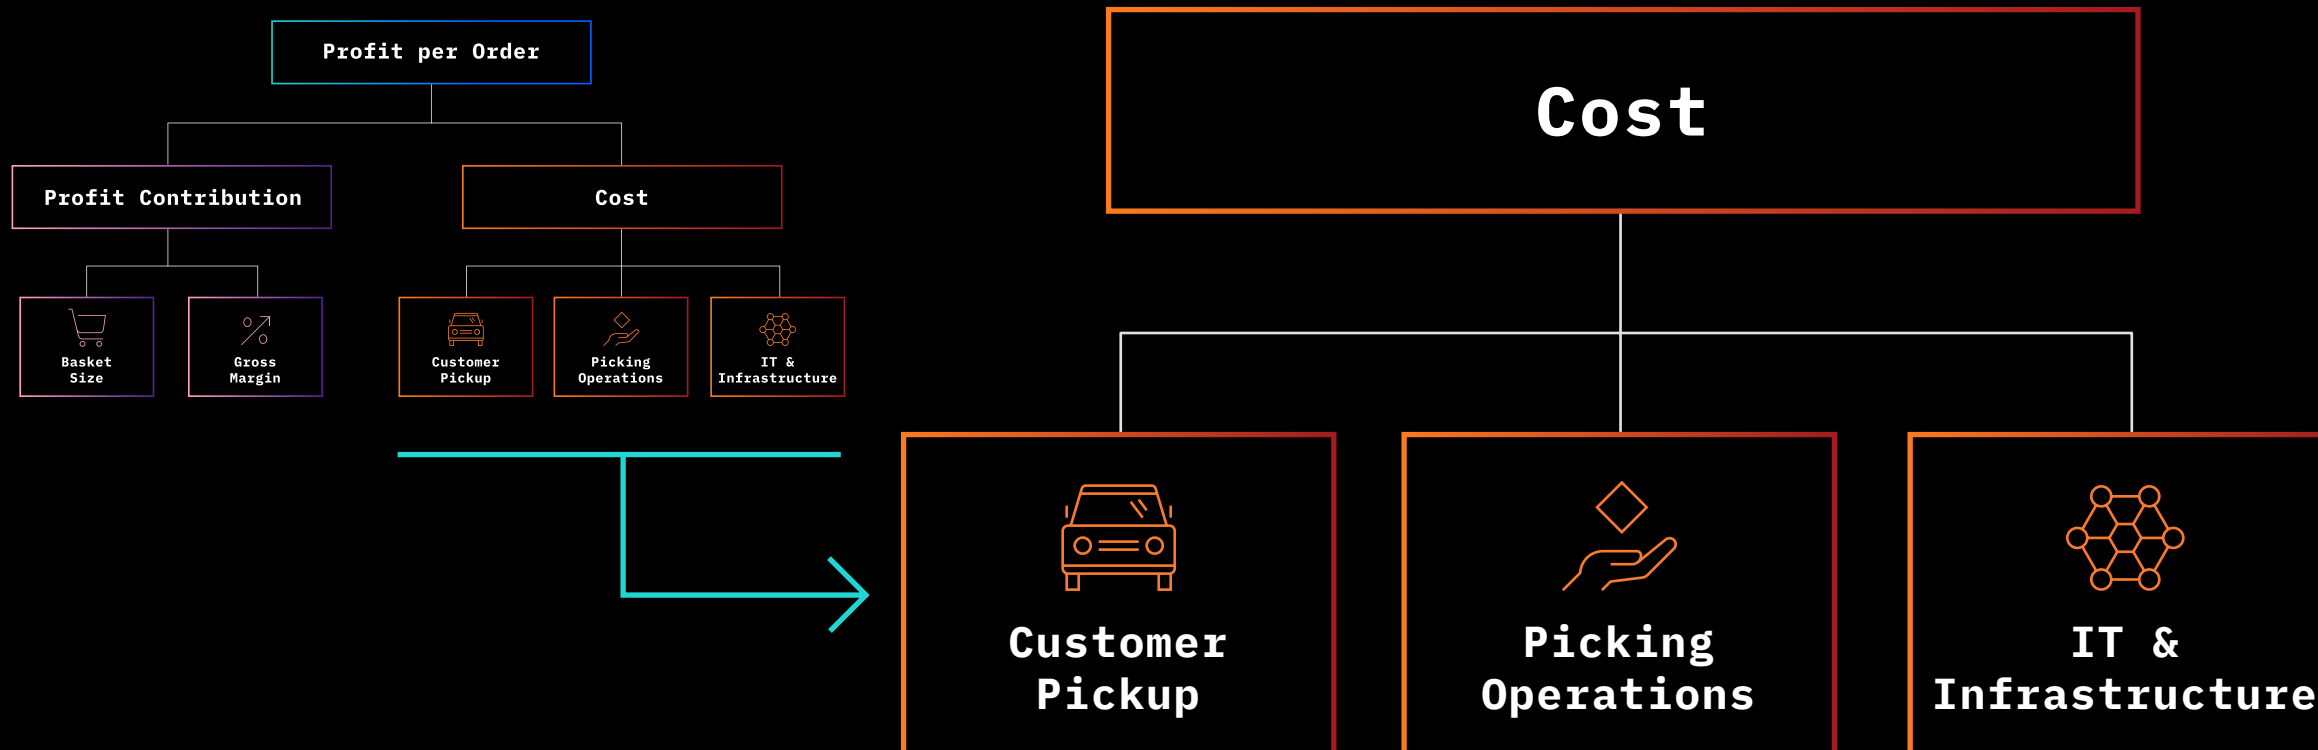 Profit per Order
Profit Contribution
Cost
Basket
Size
Gross
Margin
Customer
Pickup
Picking
Operations
IT &
Infrastructure
Cost
Customer
Pickup
Picking
Operations
IT &
Infrastructure